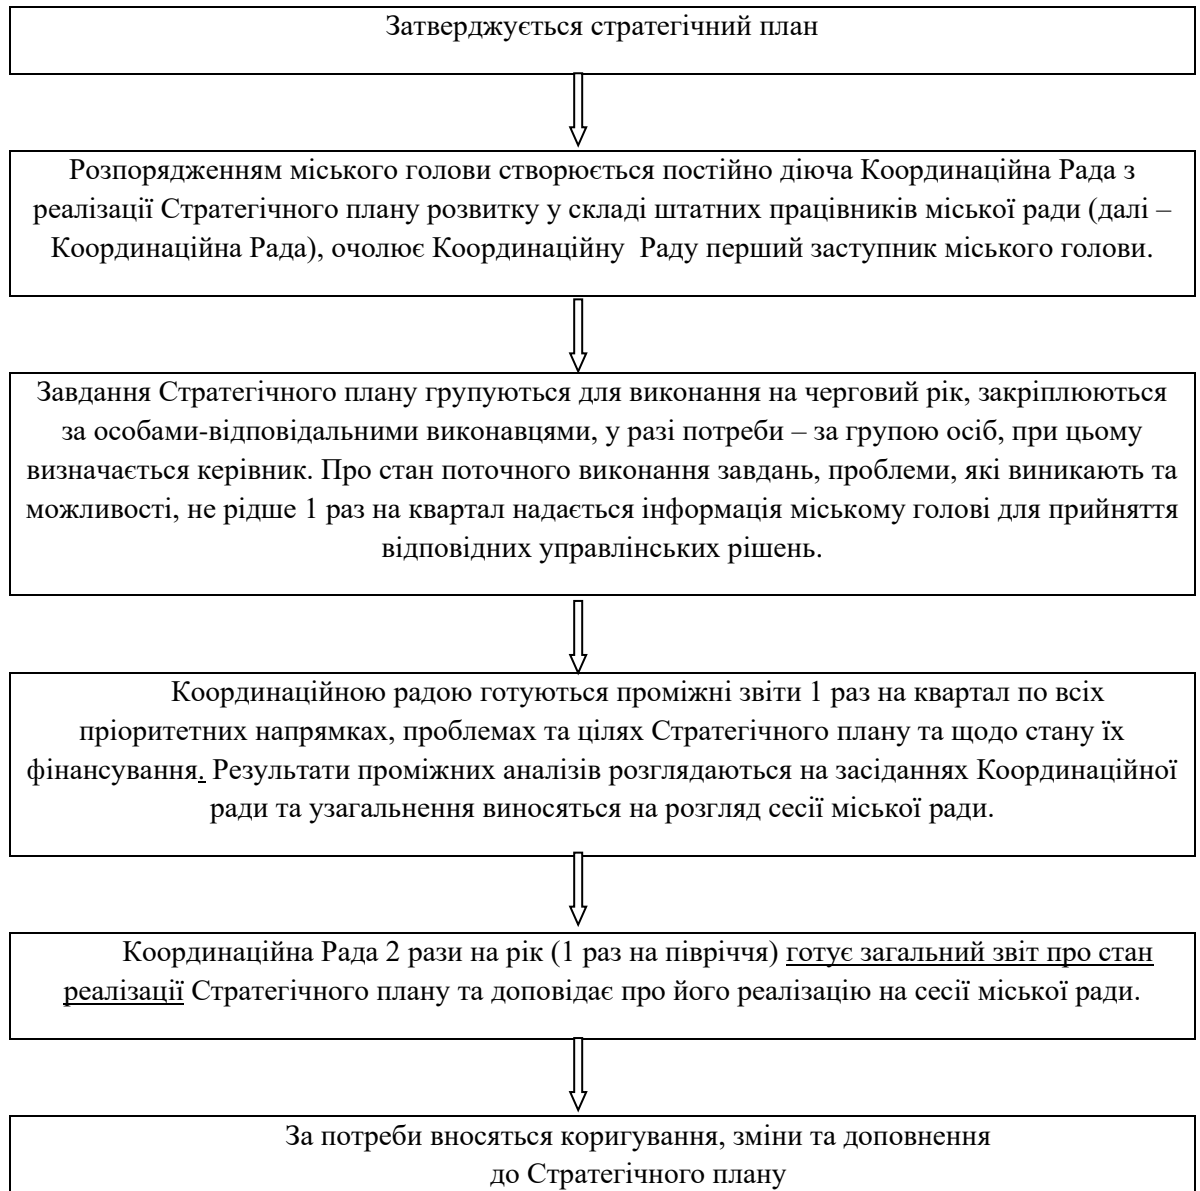 Затверджується стратегічний план
Розпорядженням міського голови створюється постійно діюча Координаційна Рада з
реалізації Стратегічного плану розвитку у складі штатних працівників міської ради (далі –
Координаційна Рада), очолює Координаційну Раду перший заступник міського голови.
Завдання Стратегічного плану групуються для виконання на черговий рік, закріплюються
за особами-відповідальними виконавцями, у разі потреби – за групою осіб, при цьому
визначається керівник. Про стан поточного виконання завдань, проблеми, які виникають та
можливості, не рідше 1 раз на квартал надається інформація міському голові для прийняття
відповідних управлінських рішень.
Координаційною радою готуються проміжні звіти 1 раз на квартал по всіх
пріоритетних напрямках, проблемах та цілях Стратегічного плану та щодо стану їх
фінансування. Результати проміжних аналізів розглядаються на засіданнях Координаційної
ради та узагальнення виносяться на розгляд сесії міської ради.
Координаційна Рада 2 рази на рік (1 раз на півріччя) готує загальний звіт про стан
реалізації Стратегічного плану та доповідає про його реалізацію на сесії міської ради.
За потреби вносяться коригування, зміни та доповнення
до Стратегічного плану